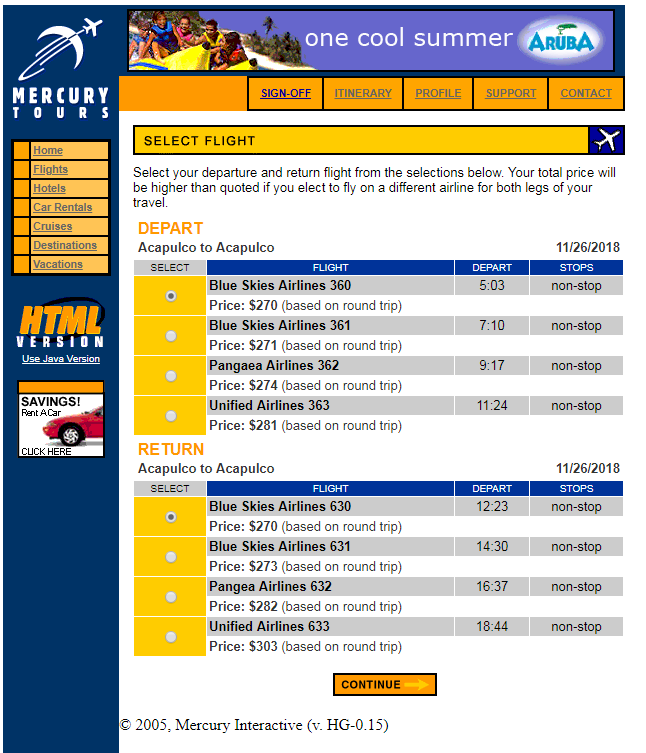 one cool summer ARUBA
MERCURY
TOURS
SIGN-OFF ITINERARY PROFILE SUPPORT CONTACT
Home
Flights
Hotels
Car Rentals
Cruises
Destinations
Vacations
HTML
VERSION
Use Java Version
SAVINGS!
Rent A Car
CLICK HERE
SELECT FLIGHT
Select your departure and return flight from the selections below. Your total price will
be higher than quoted if you elect to fly on a different airline for both legs of your
travel.
DEPART
Acapulco to Acapulco 11/26/2018
SELECT FLIGHT DEPART STOPS
Blue Skies Airlines 360 5:03 non-stop
Price: $270 (based on round trip)
Blue Skies Airlines 361 7:10 non-stop
Price: $271 (based on round trip)
Pangaea Airlines 362 9:17 non-stop
Price: $274 (based on round trip)
Unified Airlines 363 11:24 non-stop
Price: $281 (based on round trip)
RETURN
Acapulco to Acapulco 11/26/2018
SELECT FLIGHT DEPART STOPS
Blue Skies Airlines 630 12:23 non-stop
Price: $270 (based on round trip)
Blue Skies Airlines 631 14:30 non-stop
Price: $273 (based on round trip)
Pangea Airlines 632 16:37 non-stop
Price: $282 (based on round trip)
Unified Airlines 633 18:44 non-stop
Price: $303 (based on round trip)
CONTINUE
© 2005, Mercury Interactive (v. HG-0.15)